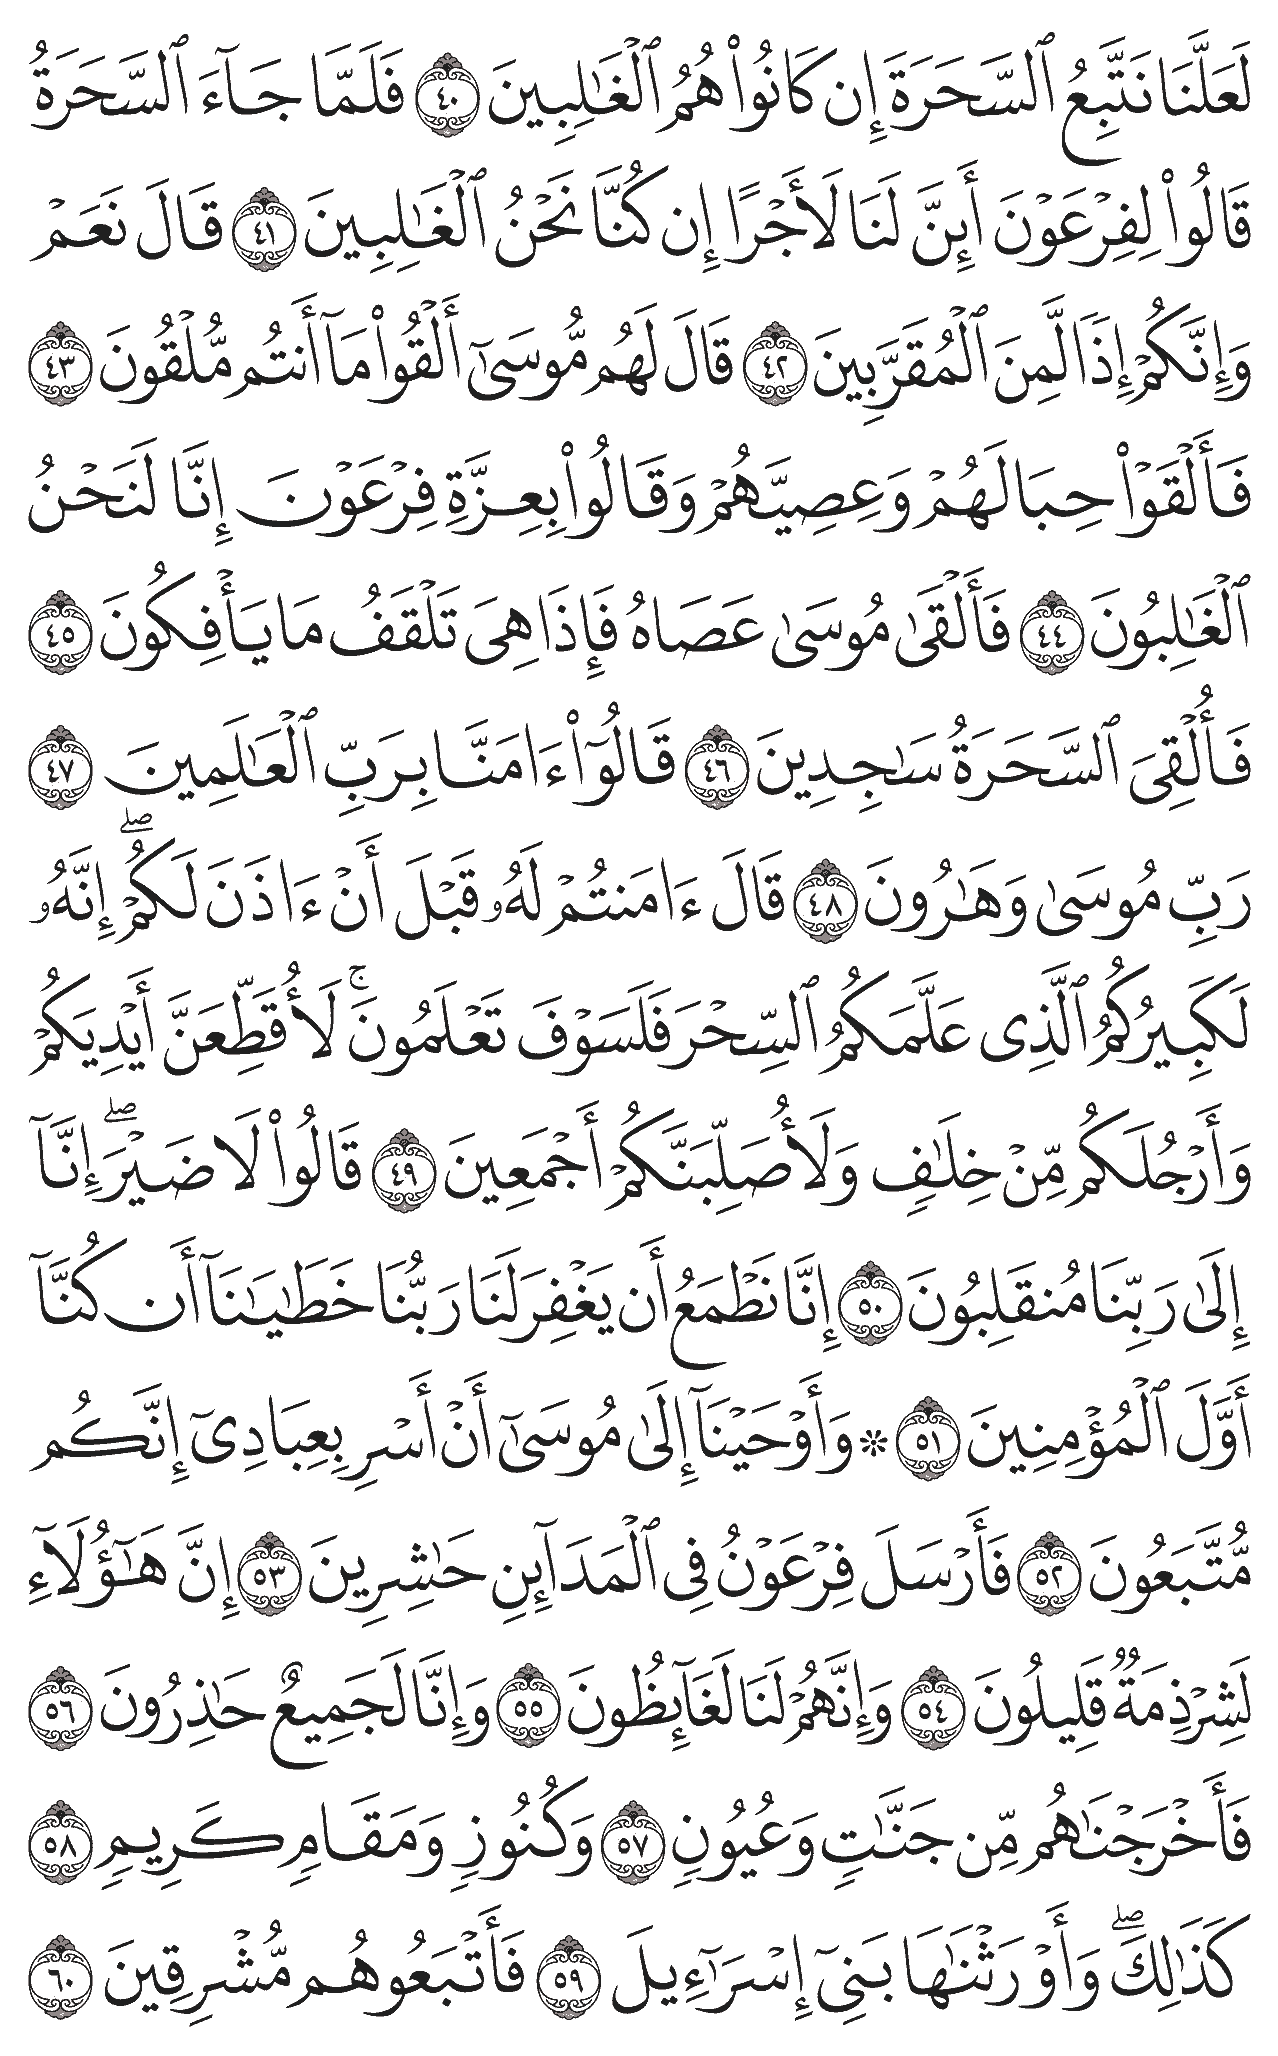 لَعَلَّنَا نَتَّبِعُ ٱلسَّحَرَةَ إِن كَانُوا۟ هُمُ ٱلْغَـٰلِبِينَ ٤٠ فَلَمَّا جَآءَ ٱلسَّحَرَةُ
قَالُوا۟ لِفِرْعَوْنَ أَئِنَّ لَنَا لَأَجْرًا إِن كُنَّا نَحْنُ ٱلْغَـٰلِبِينَ ٤١ قَالَ نَعَمْ
وَإِنَّكُمْ إِذًا لَّمِنَ ٱلْمُقَرَّبِينَ ٤٢ قَالَ لَهُم مُّوسَىٰٓ أَلْقُوا۟ مَآ أَنتُم مُّلْقُونَ ٤٣
فَأَلْقَوْا۟ حِبَالَهُمْ وَعِصِيَّهُمْ وَقَالُوا۟ بِعِزَّةِ فِرْعَوْنَ إِنَّا لَنَحْنُ
ٱلْغَـٰلِبُونَ ٤٤ فَأَلْقَىٰ مُوسَىٰ عَصَاهُ فَإِذَا هِىَ تَلْقَفُ مَا يَأْفِكُونَ ٤٥
فَأُلْقِىَ ٱلسَّحَرَةُ سَـٰجِدِينَ ٤٦ قَالُوٓا۟ ءَامَنَّا بِرَبِّ ٱلْعَـٰلَمِينَ ٤٧
رَبِّ مُوسَىٰ وَهَـٰرُونَ ٤٨ قَالَ ءَامَنتُمْ لَهُۥ قَبْلَ أَنْ ءَاذَنَ لَكُمْ ۖ إِنَّهُۥ
لَكَبِيرُكُمُ ٱلَّذِى عَلَّمَكُمُ ٱلسِّحْرَ فَلَسَوْفَ تَعْلَمُونَ ۚ لَأُقَطِّعَنَّ أَيْدِيَكُمْ
وَأَرْجُلَكُم مِّنْ خِلَـٰفٍ وَلَأُصَلِّبَنَّكُمْ أَجْمَعِينَ ٤٩ قَالُوا۟ لَا ضَيْرَ ۖ إِنَّآ
إِلَىٰ رَبِّنَا مُنقَلِبُونَ ٥٠ إِنَّا نَطْمَعُ أَن يَغْفِرَ لَنَا رَبُّنَا خَطَـٰيَـٰنَآ أَن كُنَّآ
أَوَّلَ ٱلْمُؤْمِنِينَ ٥١ ۞ وَأَوْحَيْنَآ إِلَىٰ مُوسَىٰٓ أَنْ أَسْرِ بِعِبَادِىٓ إِنَّكُم
مُّتَّبَعُونَ ٥٢ فَأَرْسَلَ فِرْعَوْنُ فِى ٱلْمَدَآئِنِ حَـٰشِرِينَ ٥٣ إِنَّ هَـٰٓؤُلَآءِ
لَشِرْذِمَةٌ قَلِيلُونَ ٥٤ وَإِنَّهُمْ لَنَا لَغَآئِظُونَ ٥٥ وَإِنَّا لَجَمِيعٌ حَـٰذِرُونَ ٥٦
فَأَخْرَجْنَـٰهُم مِّن جَنَّـٰتٍ وَعُيُونٍ ٥٧ وَكُنُوزٍ وَمَقَامٍ كَرِيمٍ ٥٨
كَذَٰلِكَ ۖ وَأَوْرَثْنَـٰهَا بَنِىٓ إِسْرَٰٓءِيلَ ٥٩ فَأَتْبَعُوهُم مُّشْرِقِينَ ٦٠